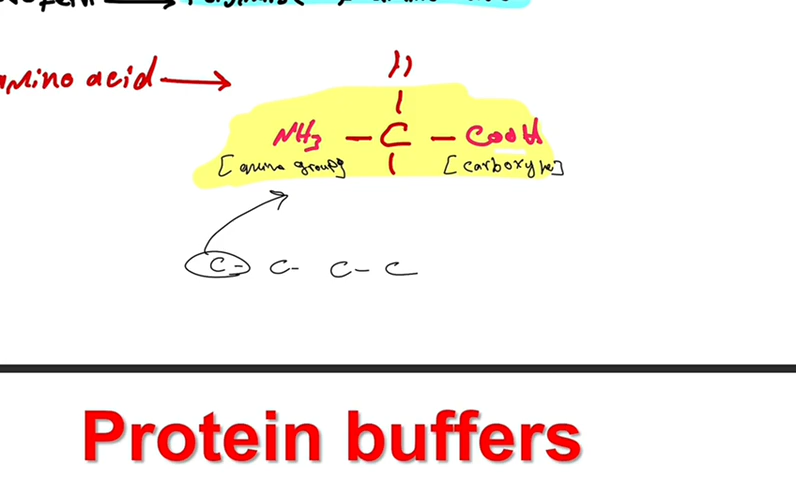 amino acid →
H
NH3 — C — COOH
[amino group] [carboxyle]
C- C- C-C
Protein buffers